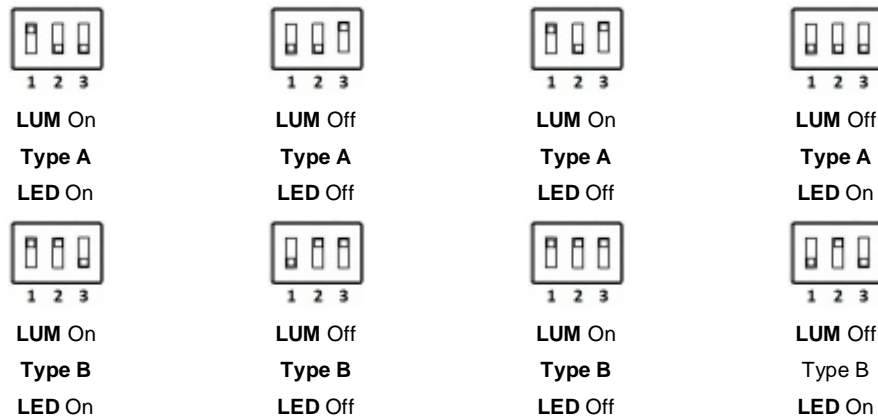 1 2 3 1 2 3 1 2 3 1 2 3
LUM On LUM Off LUM On LUM Off
Type A Type A Type A Type A
LED On LED Off LED Off LED On
1 2 3 1 2 3 1 2 3 1 2 3
LUM On LUM Off LUM On LUM Off
Type B Type B Type B Type B
LED On LED Off LED Off LED On